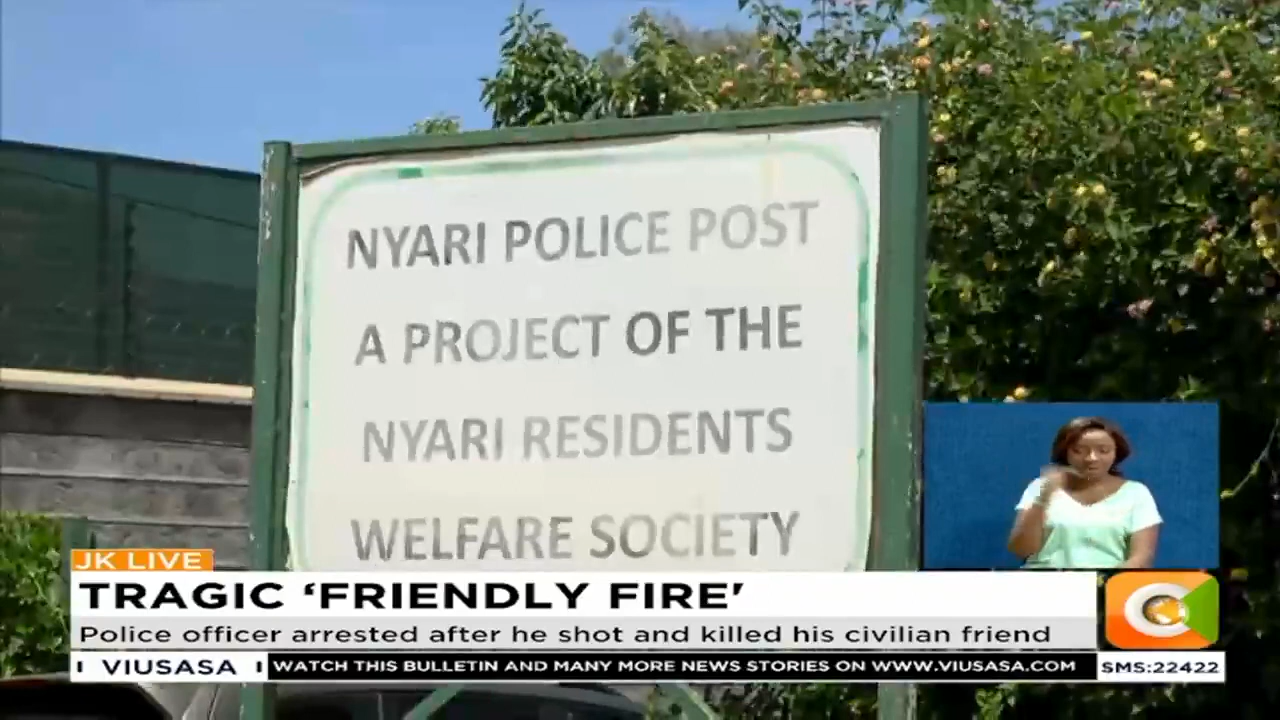 NYARI POLICE POST
A PROJECT OF THE
NYARI RESIDENTS
WELFARE SOCIETY
JK LIVE
TRAGIC ‘FRIENDLY FIRE’
Police officer arrested after he shot and killed his civilian friend
VIUSASA
WATCH THIS BULLETIN AND MANY MORE NEWS STORIES ON WWW.VIUSASA.COM
SMS:22422